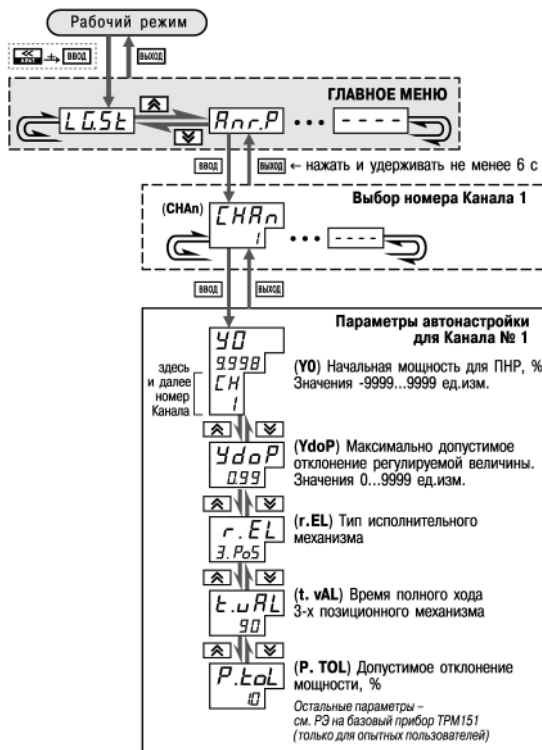 Рабочий режим
≪ АЛЬТ + ВВОД
ВЫХОД
ГЛАВНОЕ МЕНЮ
LG.St Anr.P ••• ----
ВВОД ВЫХОД ← нажать и удерживать не менее 6 с
Выбор номера Канала 1
(CHAn) CHAn
1 ••• ----
ВВОД ВЫХОД
Параметры автонастройки
для Канала № 1
Y0
9.998
CH
1
здесь
и далее
номер
Канала
(Y0) Начальная мощность для ПНР, %
Значения -9999...9999 ед.изм.
YdoP
0.99
(YdoP) Максимально допустимое
отклонение регулируемой величины.
Значения 0...9999 ед.изм.
r.EL
3.PoS
(r.EL) Тип исполнительного
механизма
t.vAL
90
(t. vAL) Время полного хода
3-х позиционного механизма
P.toL
10
(P. TOL) Допустимое отклонение
мощности, %
Остальные параметры –
см. РЭ на базовый прибор ТРМ151
(только для опытных пользователей)